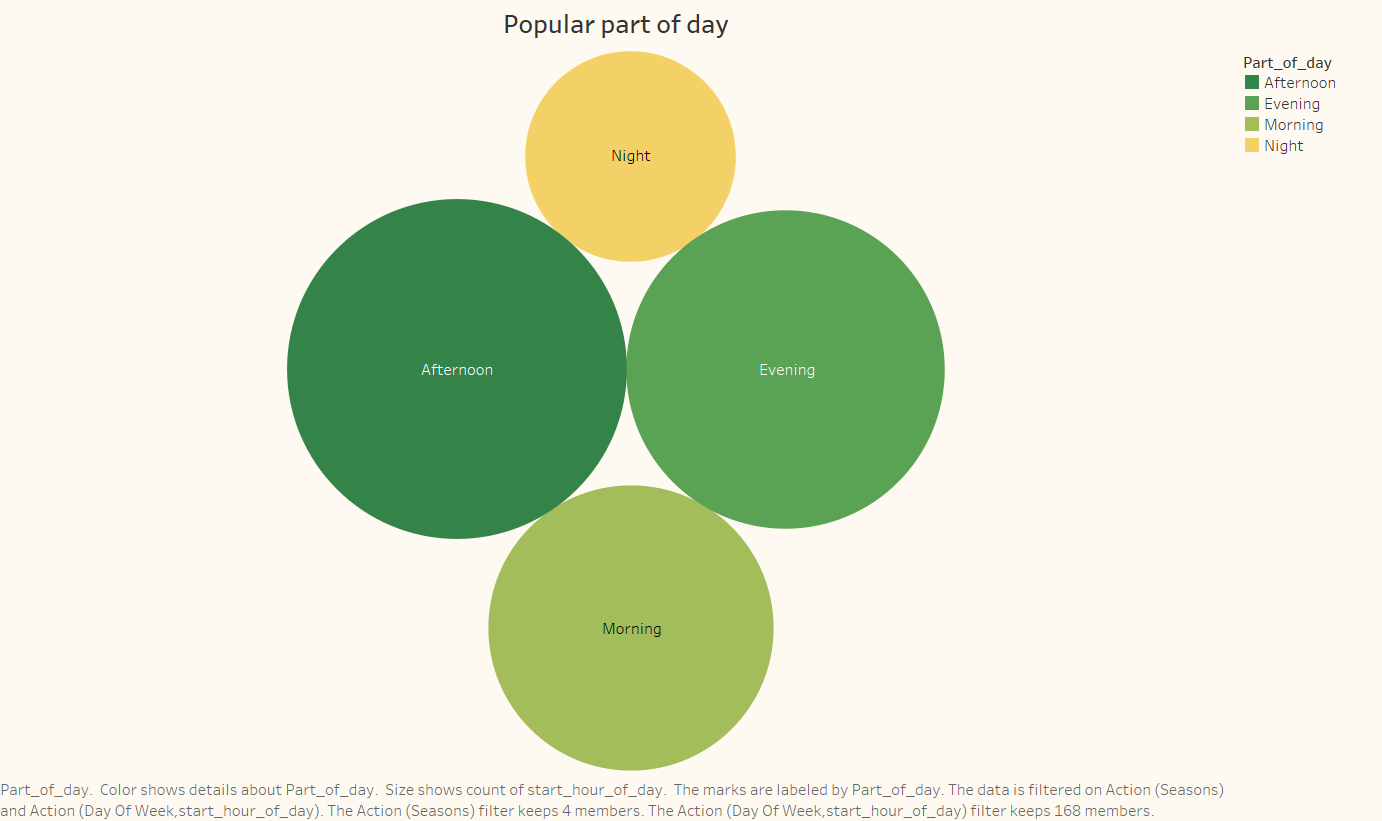 Popular part of day
Part_of_day
Afternoon
Evening
Morning
Night
Night
Afternoon
Evening
Morning
Part_of_day.  Color shows details about Part_of_day.  Size shows count of start_hour_of_day.  The marks are labeled by Part_of_day. The data is filtered on Action (Seasons)
and Action (Day Of Week,start_hour_of_day). The Action (Seasons) filter keeps 4 members. The Action (Day Of Week,start_hour_of_day) filter keeps 168 members.